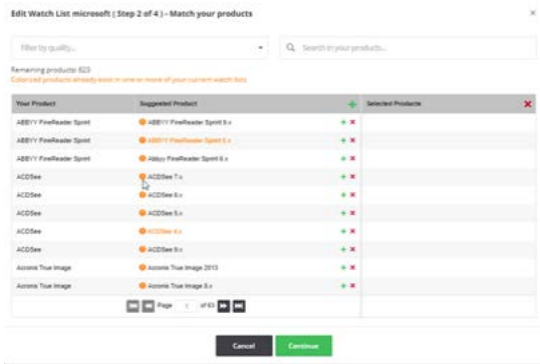 Edit Watch List microsoft ( Step 2 of 4 ) - Match your products
Filter by quality...
Search in your products...
Remaining products: 623
Colorized products already exist in one or more of your current watch lists
Your Product Suggested Product Selected Products
ABBYY FineReader Sprint ABBYY FineReader Sprint 9.x
ABBYY FineReader Sprint ABBYY FineReader Sprint 5.x
ABBYY FineReader Sprint Abbyy FineReader Sprint 6.x
ACDSee ACDSee 7.x
ACDSee ACDSee 6.x
ACDSee ACDSee 5.x
ACDSee ACDSee 4.x
ACDSee ACDSee 9.x
Acronis True Image Acronis True Image 2013
Acronis True Image Acronis True Image 8.x
Page of 63
Cancel Continue